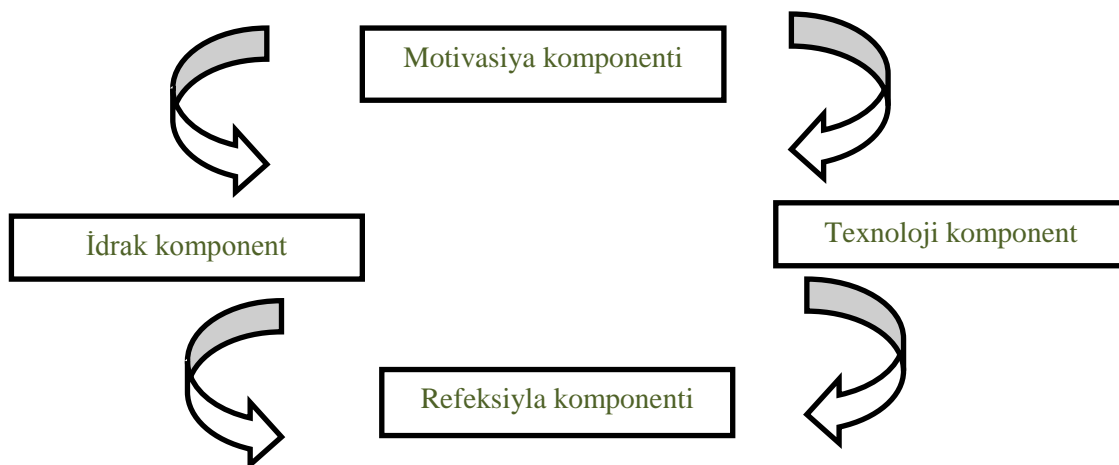 Motivasiya komponenti
İdrak komponent
Texnoloji komponent
Refeksiyla komponenti